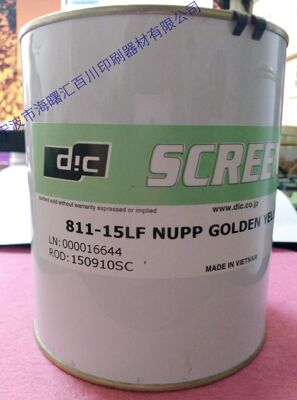 宁波市海曙汇百川印刷器材有限公司
d!c
SCREE
content sold without warranty expressed or implied
www.dic.co.jp
811-15LF NUPP GOLDEN YEL
LN:000016644
ROD:150910SC
MADE IN VIETNAM